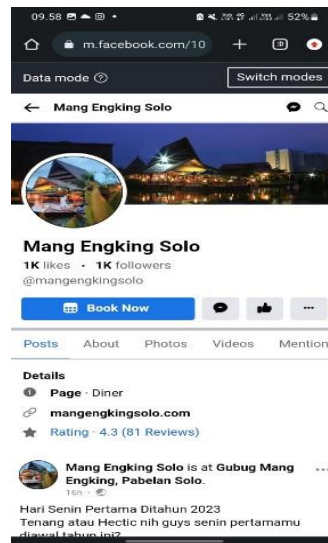 09.58
52%
m.facebook.com/10
Data mode
Switch modes
Mang Engking Solo
Mang Engking Solo
1K likes · 1K followers
@mangengkingsolo
Book Now
Posts About Photos Videos Mention
Details
Page · Diner
mangengkingsolo.com
Rating · 4.3 (81 Reviews)
Mang Engking Solo is at Gubug Mang
Engking, Pabelan Solo.
16h
Hari Senin Pertama Ditahun 2023
Tenang atau Hectic nih guys senin pertamamu
diawal tahun ini?